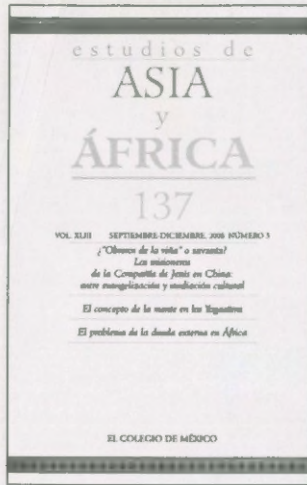 estudios de
ASIA
y
ÁFRICA
137
VOL. XLIII SEPTIEMBRE-DICIEMBRE, 2008 NÚMERO 3
¿"Obreros de la viña" o savants?
Los misioneros
de la Compañía de Jesús en China:
entre evangelización y mediación cultural
El concepto de la mente en los Yogasūtra
El problema de la deuda externa en África
EL COLEGIO DE MÉXICO